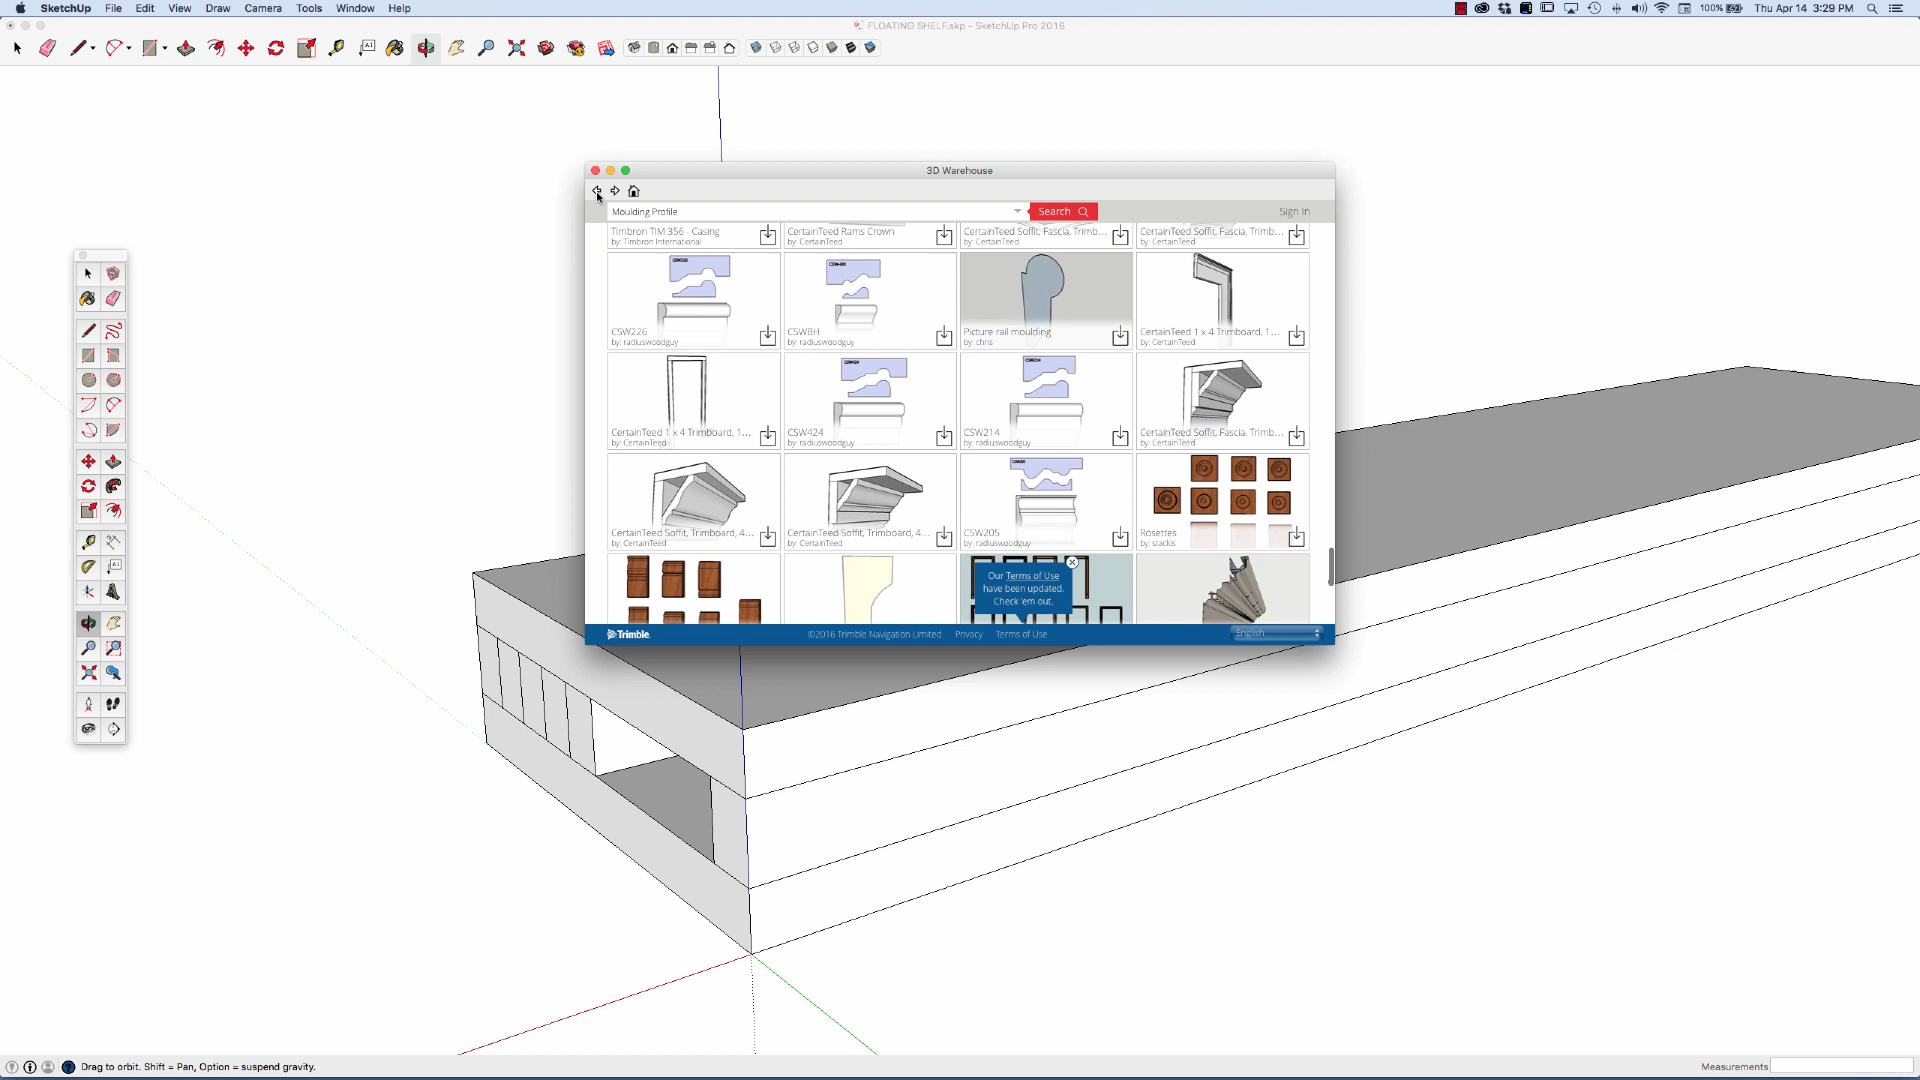 SketchUp File Edit View Draw Camera Tools Window Help
100% Thu Apr 14 3:29 PM
FLOATING SHELF.skp - SketchUp Pro 2016
3D Warehouse
Moulding Profile Search Sign In
Timbron TIM 356 - Casing
by: Timbron International
CertainTeed Rams Crown
by: CertainTeed
CertainTeed Soffit, Fascia, Trimb...
by: CertainTeed
CertainTeed Soffit, Fascia, Trimb...
by: CertainTeed
CSW226
by: radiuswoodguy
CSW8H
by: radiuswoodguy
Picture rail moulding
by: chris
CertainTeed 1 x 4 Trimboard, 1...
by: CertainTeed
CertainTeed 1 x 4 Trimboard, 1...
by: CertainTeed
CSW424
by: radiuswoodguy
CSW214
by: radiuswoodguy
CertainTeed Soffit, Fascia, Trimb...
by: CertainTeed
CertainTeed Soffit, Trimboard, 4...
by: CertainTeed
CertainTeed Soffit, Trimboard, 4...
by: CertainTeed
CSW205
by: radiuswoodguy
Rosettes
by: stackis
Our Terms of Use
have been updated.
Check 'em out.
Trimble. ©2016 Trimble Navigation Limited Privacy Terms of Use English
Drag to orbit. Shift = Pan, Option = suspend gravity.
Measurements